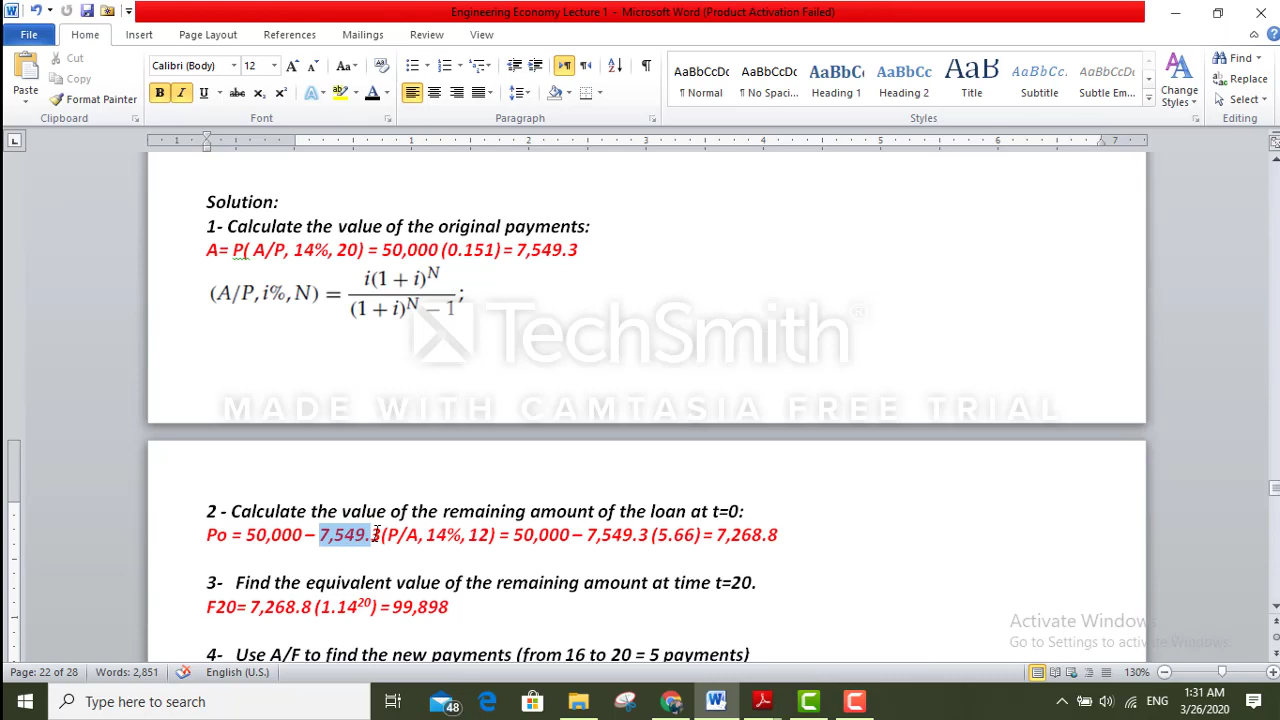 Engineering Economy Lecture 1 - Microsoft Word (Product Activation Failed)
File Home Insert Page Layout References Mailings Review View
Paste Cut Copy Format Painter
Calibri (Body) 12
AaBbCcDc AaBbCcDc AaBbC AaBbCc AaB AaBbCcL AaBbCcDc
¶ Normal ¶ No Spaci... Heading 1 Heading 2 Title Subtitle Subtle Em...
Change Styles
Find Replace Select
Clipboard Font Paragraph Styles Editing
1 1 2 3 4 5 6 7
Solution:
1- Calculate the value of the original payments:
A= P( A/P, 14%, 20) = 50,000 (0.151) = 7,549.3
(A/P, i%, N) = i(1 + i)^N / (1 + i)^N − 1;
TechSmith®
MADE WITH CAMTASIA FREE TRIAL
2 - Calculate the value of the remaining amount of the loan at t=0:
Po = 50,000 – 7,549.3(P/A, 14%, 12) = 50,000 – 7,549.3 (5.66) = 7,268.8
3- Find the equivalent value of the remaining amount at time t=20.
F20= 7,268.8 (1.14^20) = 99,898
4- Use A/F to find the new payments (from 16 to 20 = 5 payments)
Activate Windows
Go to Settings to activate Windows.
Page: 22 of 28 Words: 2,851 English (U.S.) 130%
Type here to search
48
ENG
1:31 AM
3/26/2020